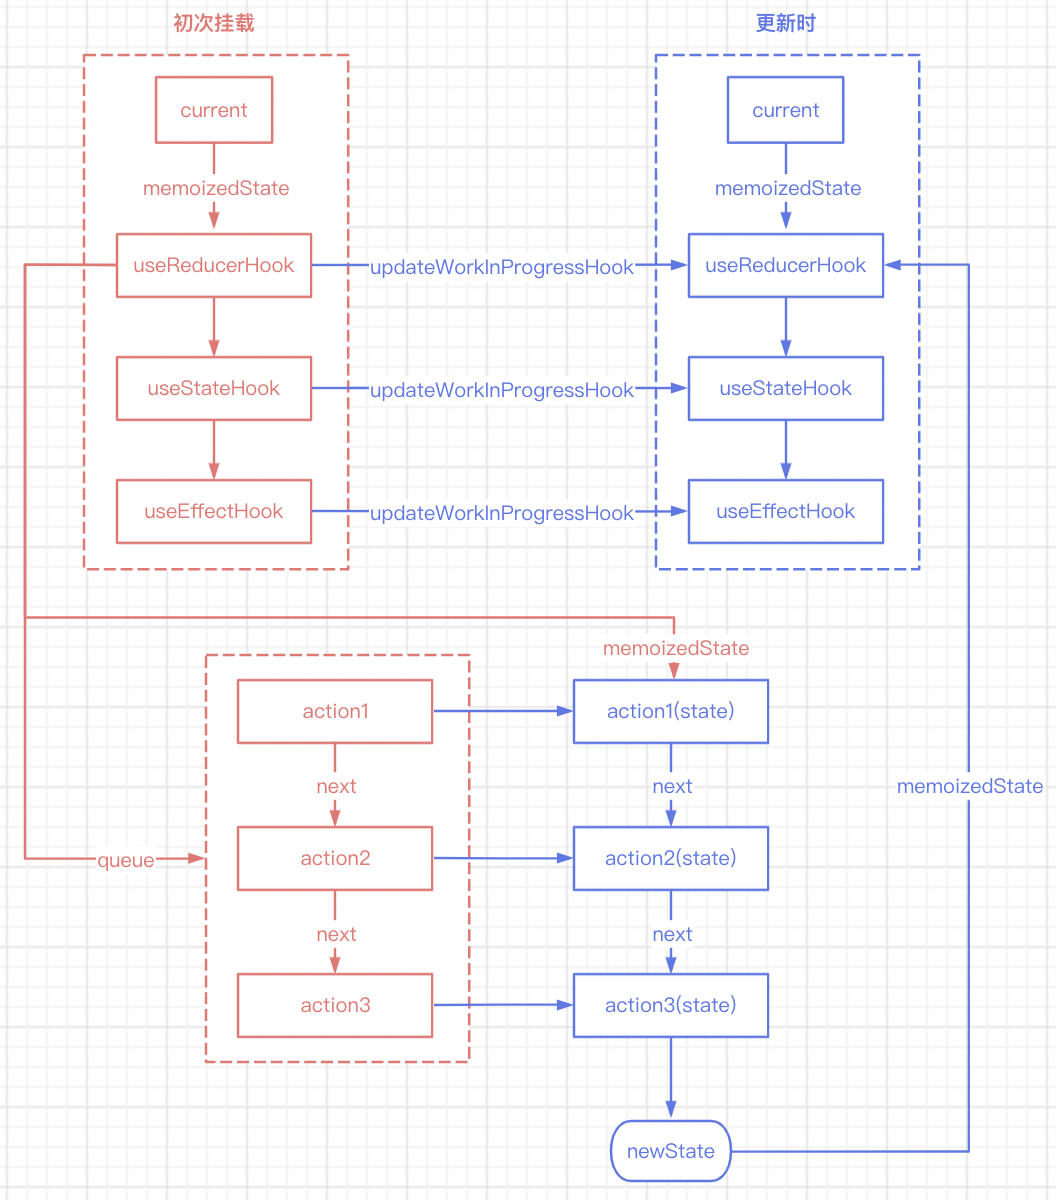 初次挂载
更新时
current
current
memoizedState
memoizedState
useReducerHook
updateWorkInProgressHook
useReducerHook
useStateHook
updateWorkInProgressHook
useStateHook
useEffectHook
updateWorkInProgressHook
useEffectHook
memoizedState
action1
action1(state)
next
next
memoizedState
queue
action2
action2(state)
next
next
action3
action3(state)
newState